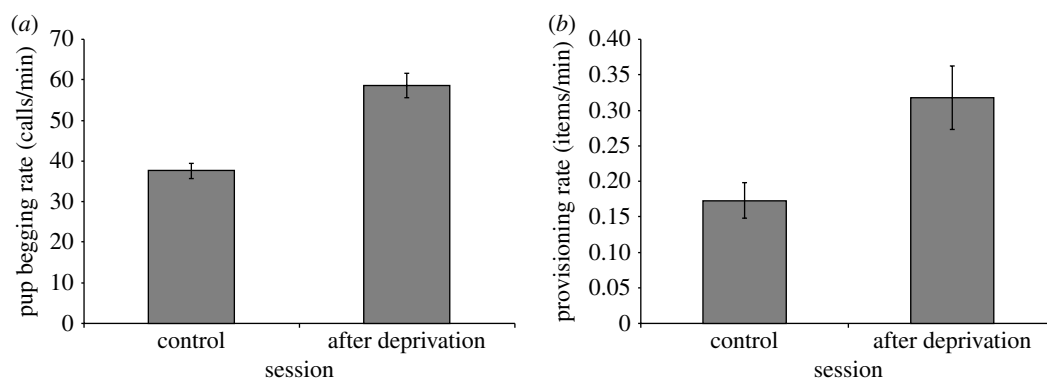 (a)
pup begging rate (calls/min)
70
60
50
40
30
20
10
0
control after deprivation
session
(b)
provisioning rate (items/min)
0.40
0.35
0.30
0.25
0.20
0.15
0.10
0.05
0
control after deprivation
session